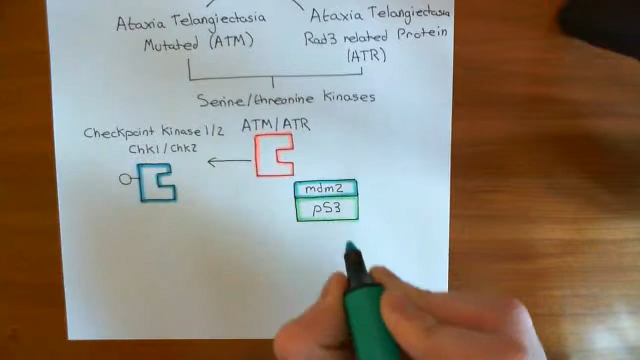 Ataxia Telangiectasia
Mutated (ATM)
Ataxia Telangiectasia
Rad3 related Protein
(ATR)
Serine/threonine Kinases
Checkpoint Kinase 1/2
Chk1/Chk2
ATM/ATR
mdm2
p53